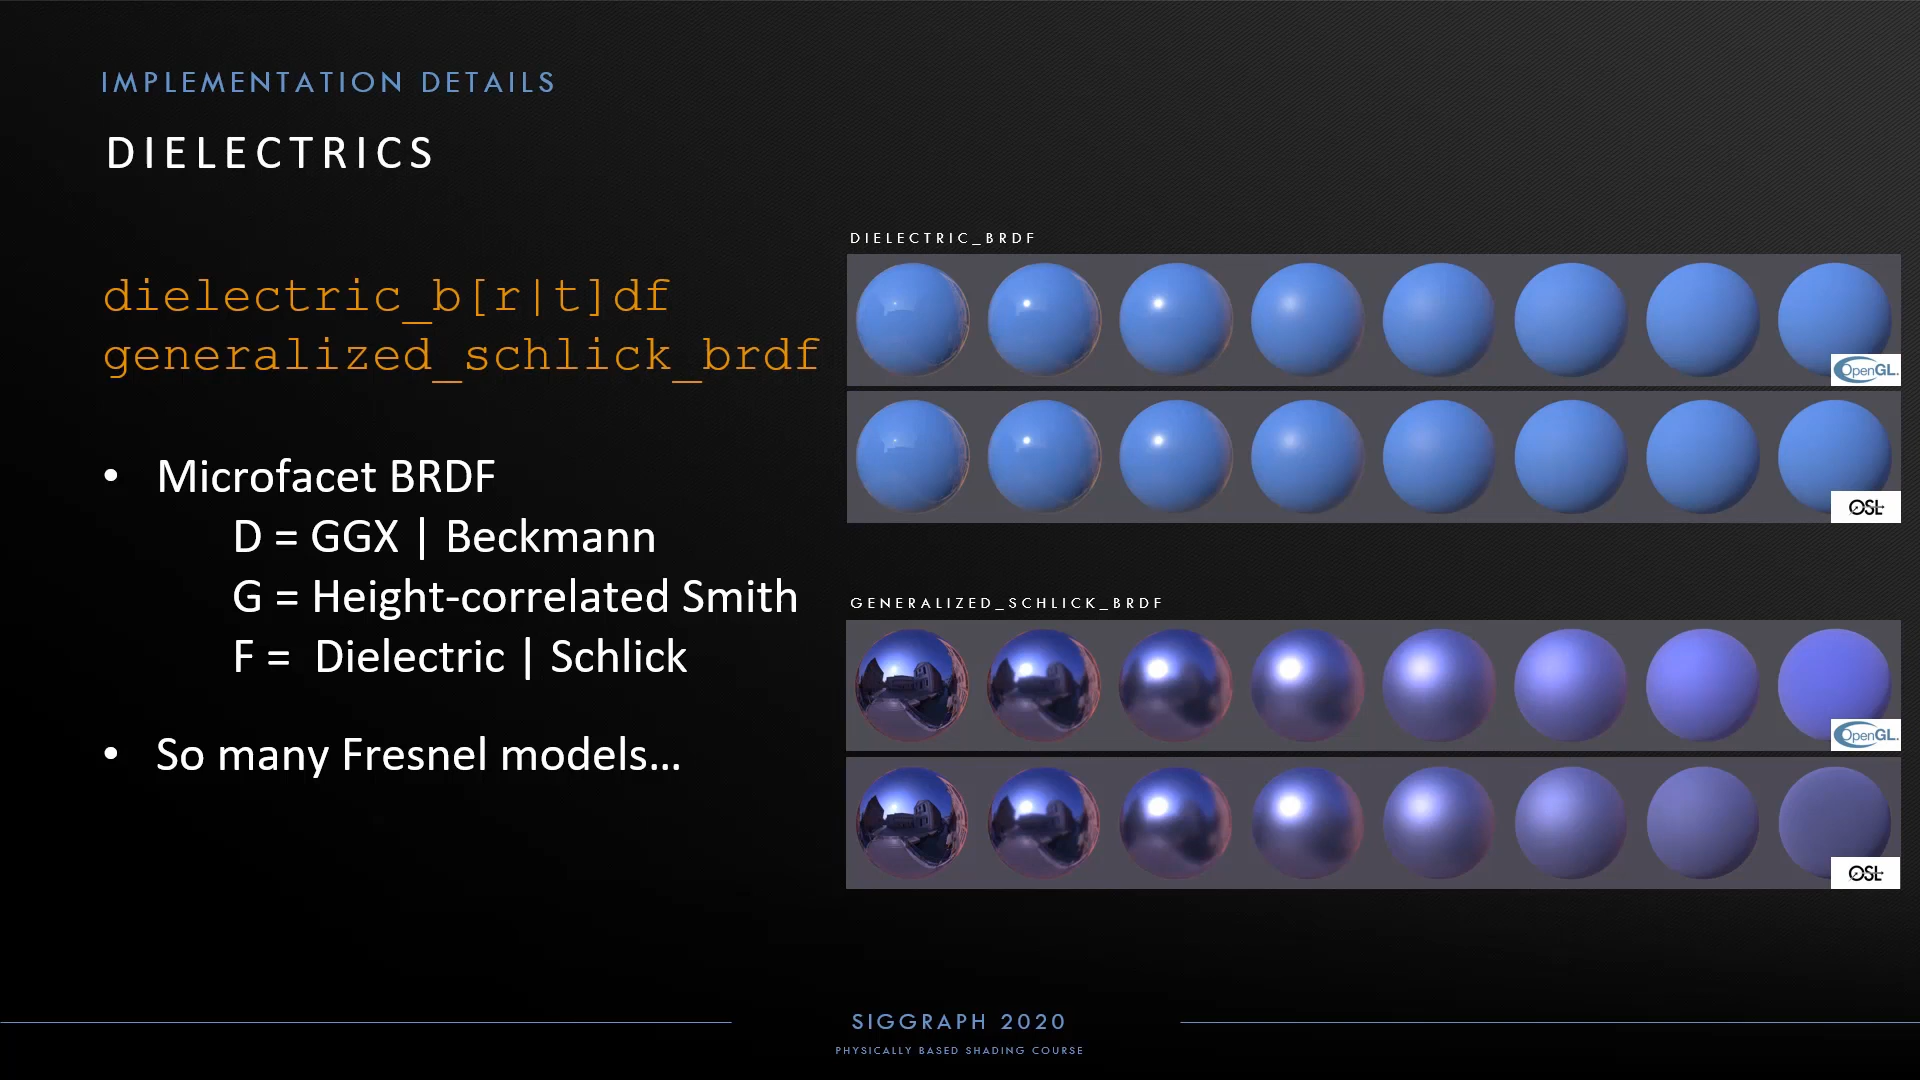 IMPLEMENTATION DETAILS
DIELECTRICS
dielectric_b[r|t]df
generalized_schlick_brdf
• Microfacet BRDF
D = GGX | Beckmann
G = Height-correlated Smith
F = Dielectric | Schlick
• So many Fresnel models...
DIELECTRIC_BRDF
OpenGL.
OSL
GENERALIZED_SCHLICK_BRDF
OpenGL.
OSL
SIGGRAPH 2020
PHYSICALLY BASED SHADING COURSE